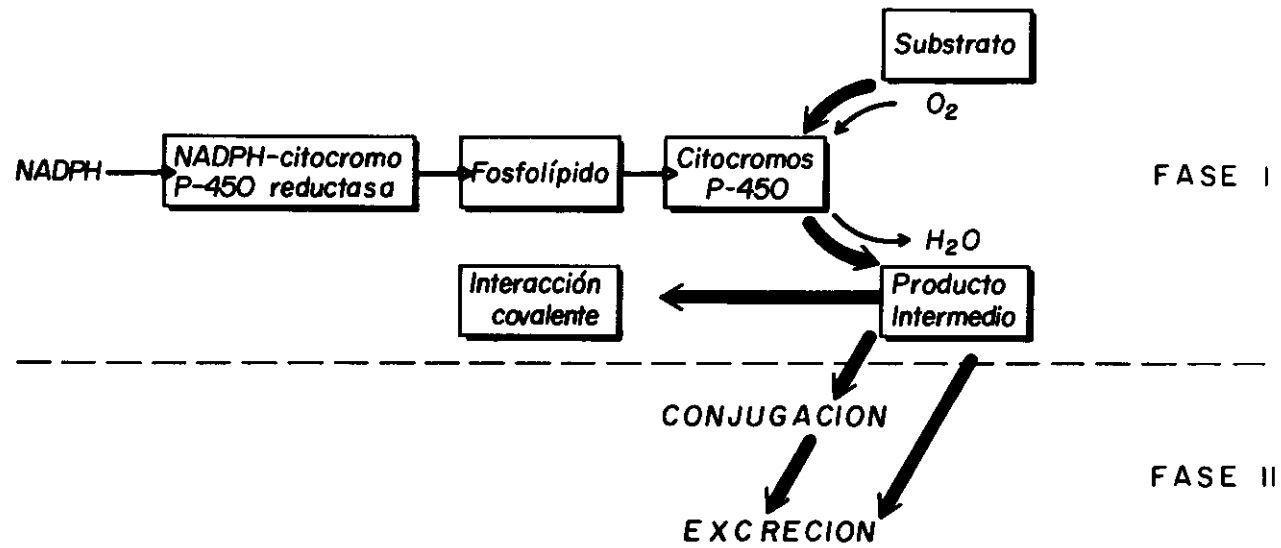 Substrato
O2
NADPH
NADPH-citocromo
P-450 reductasa
Fosfolípido
Citocromos
P-450
FASE I
H2O
Interacción
covalente
Producto
Intermedio
CONJUGACION
FASE II
EXCRECION